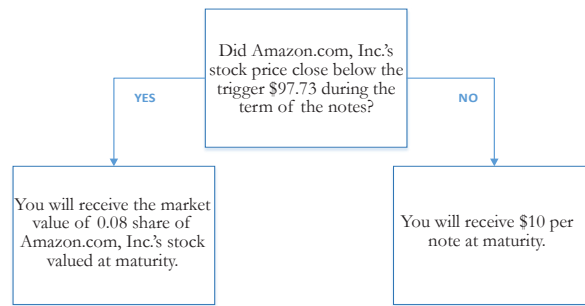 Did Amazon.com, Inc.'s
stock price close below the
trigger $97.73 during the
term of the notes?
YES
NO
You will receive the market
value of 0.08 share of
Amazon.com, Inc.'s stock
valued at maturity.
You will receive $10 per
note at maturity.